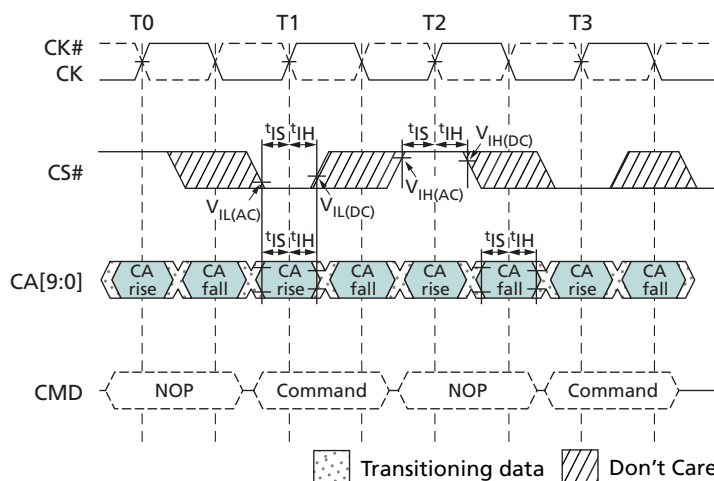 T0 T1 T2 T3
CK#
CK
tIS tIH tIS tIH VIH(DC)
CS#
VIL(AC) VIL(DC) VIH(AC)
tIS tIH tIS tIH
CA[9:0] CA rise CA fall CA rise CA fall CA rise CA fall CA rise CA fall
CMD NOP Command NOP Command
Transitioning data Don't Care